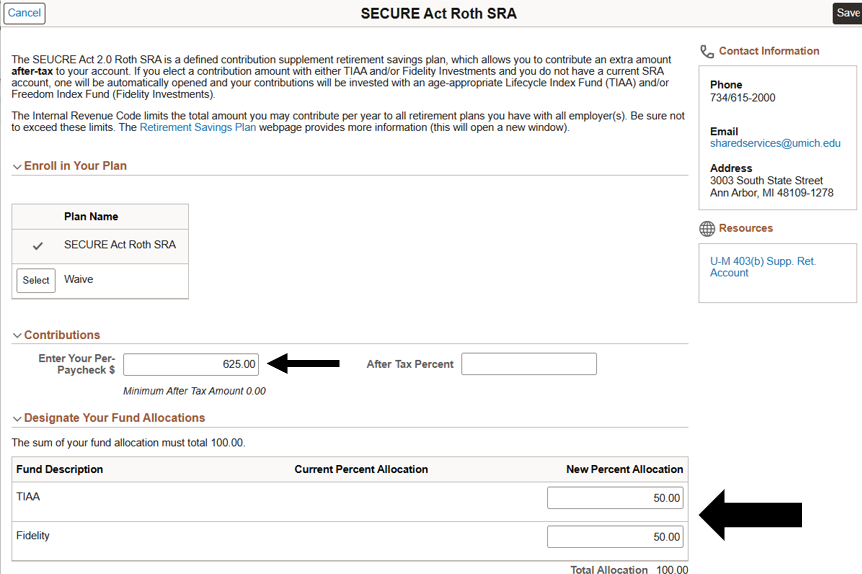 Cancel
SECURE Act Roth SRA
Save
The SEUCRE Act 2.0 Roth SRA is a defined contribution supplement retirement savings plan, which allows you to contribute an extra amount
after-tax to your account. If you elect a contribution amount with either TIAA and/or Fidelity Investments and you do not have a current SRA
account, one will be automatically opened and your contributions will be invested with an age-appropriate Lifecycle Index Fund (TIAA) and/or
Freedom Index Fund (Fidelity Investments).
The Internal Revenue Code limits the total amount you may contribute per year to all retirement plans you have with all employer(s). Be sure not
to exceed these limits. The Retirement Savings Plan webpage provides more information (this will open a new window).
Enroll in Your Plan
Plan Name
SECURE Act Roth SRA
Select Waive
Contributions
Enter Your Per-
Paycheck $ 625.00 After Tax Percent
Minimum After Tax Amount 0.00
Designate Your Fund Allocations
The sum of your fund allocation must total 100.00.
Fund Description Current Percent Allocation New Percent Allocation
TIAA 50.00
Fidelity 50.00
Total Allocation 100.00
Contact Information
Phone
734/615-2000
Email
sharedservices@umich.edu
Address
3003 South State Street
Ann Arbor, MI 48109-1278
Resources
U-M 403(b) Supp. Ret.
Account